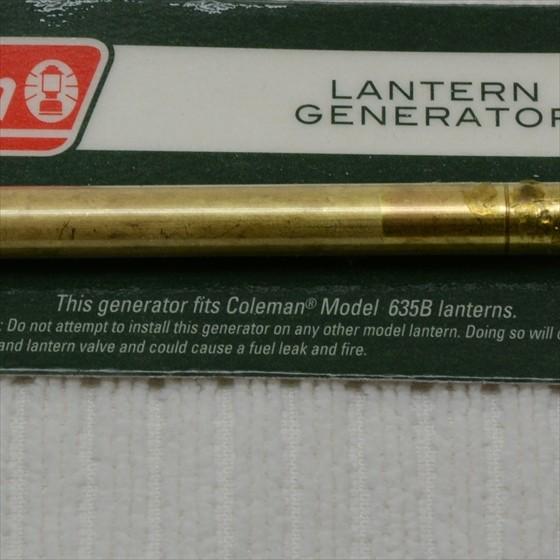 LANTERN
GENERATOR
This generator fits Coleman® Model 635B lanterns.
: Do not attempt to install this generator on any other model lantern. Doing so will
and lantern valve and could cause a fuel leak and fire.